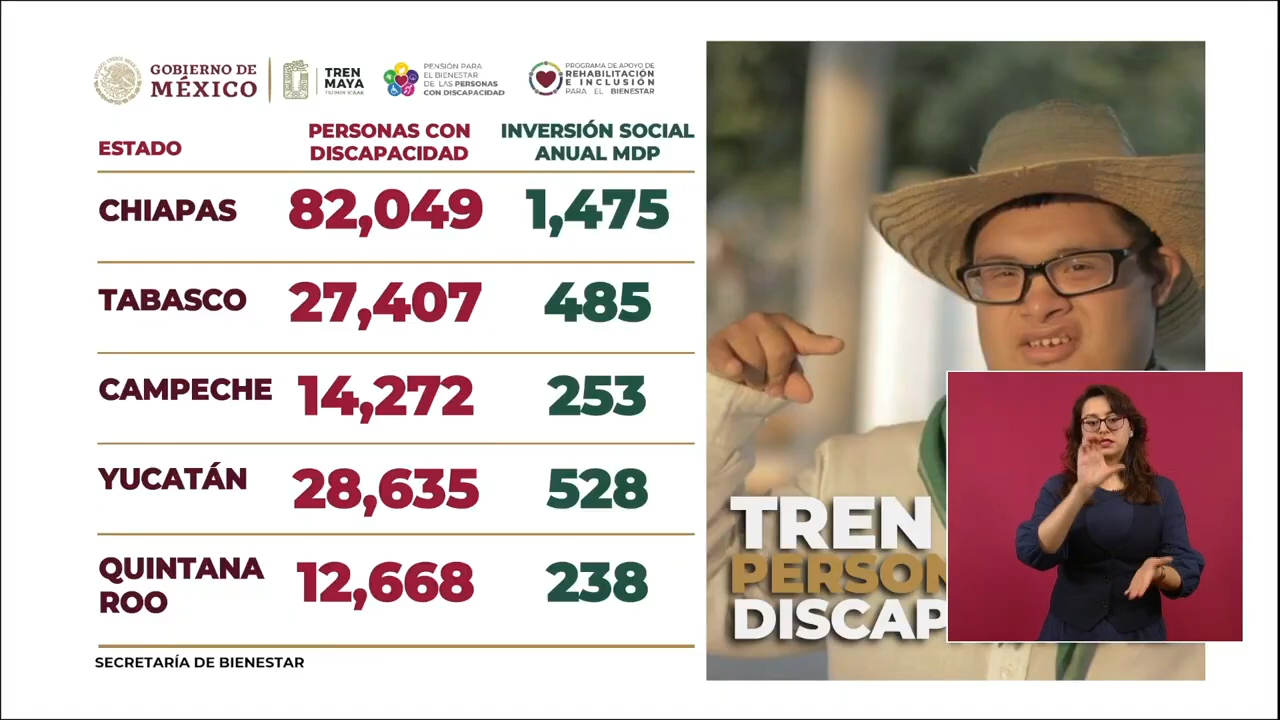 GOBIERNO DE
MÉXICO
TREN
MAYA
PENSIÓN PARA
EL BIENESTAR
DE LAS PERSONAS
CON DISCAPACIDAD
PROGRAMA DE APOYO DE
REHABILITACIÓN
E INCLUSIÓN
PARA EL BIENESTAR
ESTADO
PERSONAS CON
DISCAPACIDAD
INVERSIÓN SOCIAL
ANUAL MDP
CHIAPAS 82,049 1,475
TABASCO 27,407 485
CAMPECHE 14,272 253
YUCATÁN 28,635 528
QUINTANA
ROO 12,668 238
SECRETARÍA DE BIENESTAR
TREN
PERSON
DISCAP